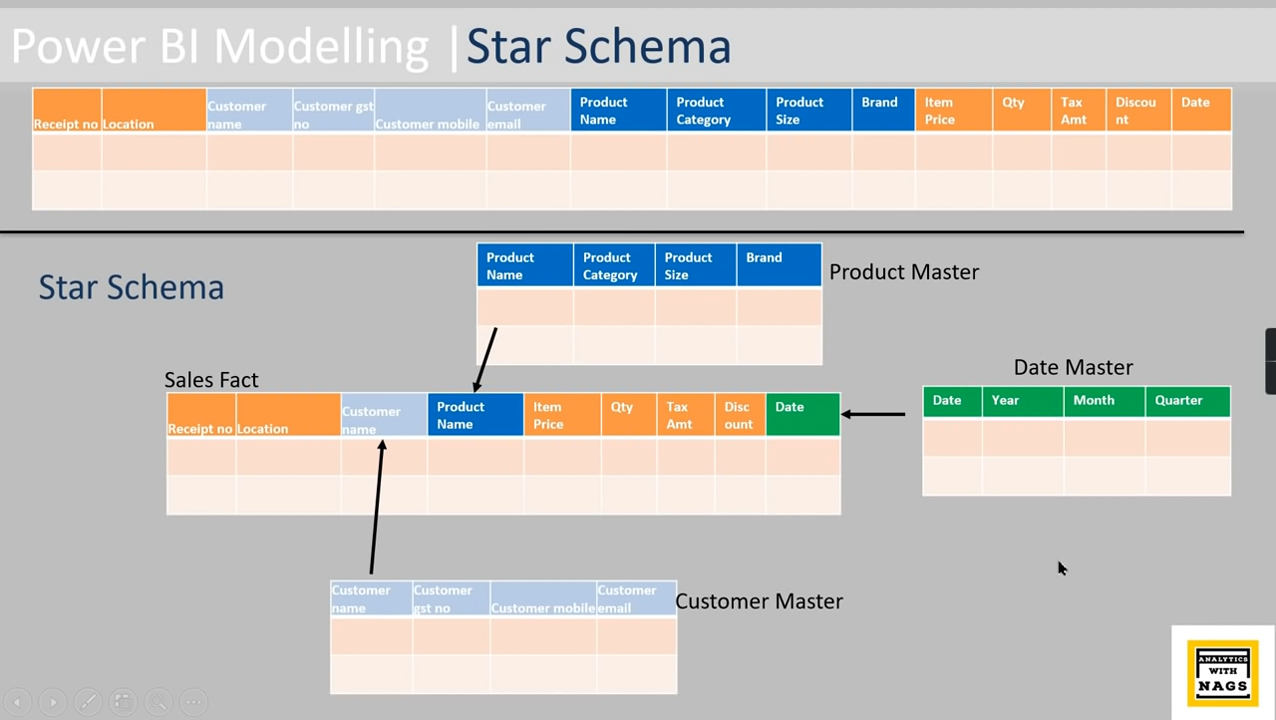 Power BI Modelling |Star Schema
Receipt no
Location
Customer
name
Customer gst
no
Customer mobile
Customer
email
Product
Name
Product
Category
Product
Size
Brand
Item
Price
Qty
Tax
Amt
Discou
nt
Date
Star Schema
Product
Name
Product
Category
Product
Size
Brand
Product Master
Sales Fact
Receipt no
Location
Customer
name
Product
Name
Item
Price
Qty
Tax
Amt
Disc
ount
Date
Date Master
Date
Year
Month
Quarter
Customer
name
Customer
gst no
Customer mobile
Customer
email
Customer Master
ANALYTICS
WITH
NAGS